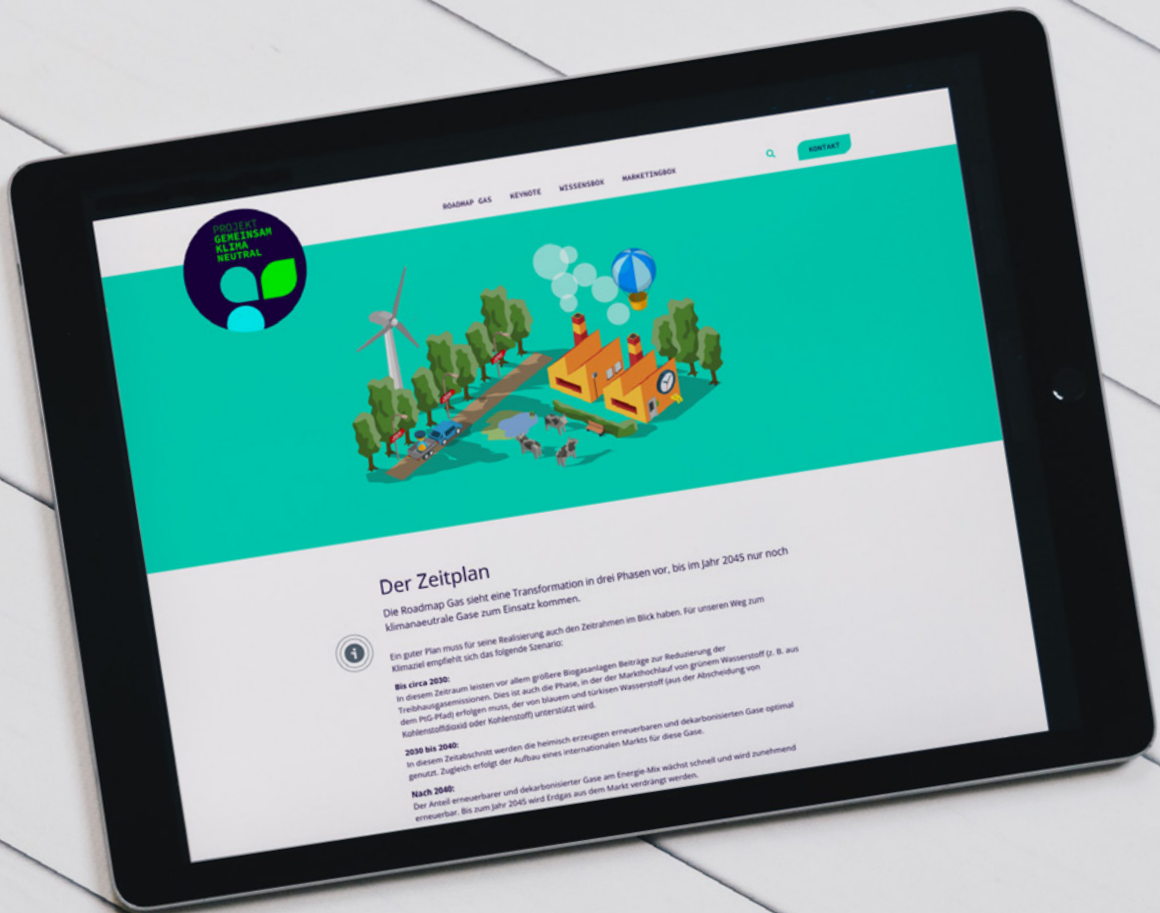 PROJEKT
GEMEINSAM
KLIMA
NEUTRAL
ROADMAP GAS KEYNOTE WISSENSBOX MARKETINGBOX
KONTAKT
Der Zeitplan
Die Roadmap Gas sieht eine Transformation in drei Phasen vor, bis im Jahr 2045 nur noch
klimanaeutrale Gase zum Einsatz kommen.
Ein guter Plan muss für seine Realisierung auch den Zeitrahmen im Blick haben. Für unseren Weg zum
Klimaziel empfiehlt sich das folgende Szenario:
Bis circa 2030:
In diesem Zeitraum leisten vor allem größere Biogasanlagen Beiträge zur Reduzierung der
Treibhausgasemissionen. Dies ist auch die Phase, in der der Markthochlauf von grünem Wasserstoff (z. B. aus
dem PtG-Pfad) erfolgen muss, der von blauem und türkisen Wasserstoff (aus der Abscheidung von
Kohlenstoffdioxid oder Kohlenstoff) unterstützt wird.
2030 bis 2040:
In diesem Zeitabschnitt werden die heimisch erzeugten erneuerbaren und dekarbonisierten Gase optimal
genutzt. Zugleich erfolgt der Aufbau eines internationalen Markts für diese Gase.
Nach 2040:
Der Anteil erneuerbarer und dekarbonisierter Gase am Energie-Mix wächst schnell und wird zunehmend
erneuerbar. Bis zum Jahr 2045 wird Erdgas aus dem Markt verdrängt werden.